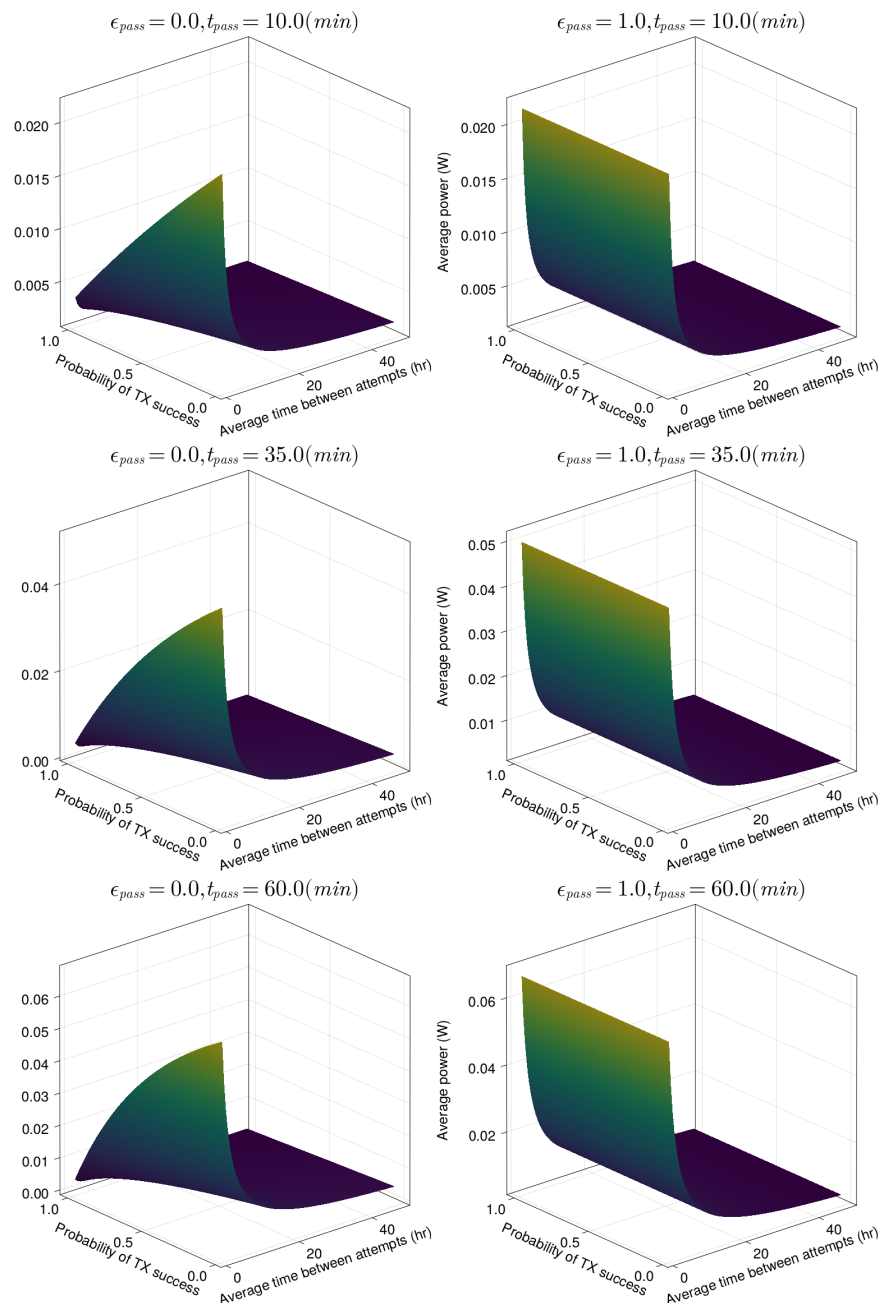 ϵpass = 0.0, tpass = 10.0(min)
0.020
0.015
0.010
0.005
1.0
0.5
0.0
Probability of TX success
0
20
40
Average time between attempts (hr)
ϵpass = 1.0, tpass = 10.0(min)
Average power (W)
0.020
0.015
0.010
0.005
1.0
0.5
0.0
Probability of TX success
0
20
40
Average time between attempts (hr)
ϵpass = 0.0, tpass = 35.0(min)
0.04
0.02
0.00
1.0
0.5
0.0
Probability of TX success
0
20
40
Average time between attempts (hr)
ϵpass = 1.0, tpass = 35.0(min)
Average power (W)
0.05
0.04
0.03
0.02
0.01
1.0
0.5
0.0
Probability of TX success
0
20
40
Average time between attempts (hr)
ϵpass = 0.0, tpass = 60.0(min)
0.06
0.05
0.04
0.03
0.02
0.01
0.00
1.0
0.5
0.0
Probability of TX success
0
20
40
Average time between attempts (hr)
ϵpass = 1.0, tpass = 60.0(min)
Average power (W)
0.06
0.04
0.02
1.0
0.5
0.0
Probability of TX success
0
20
40
Average time between attempts (hr)